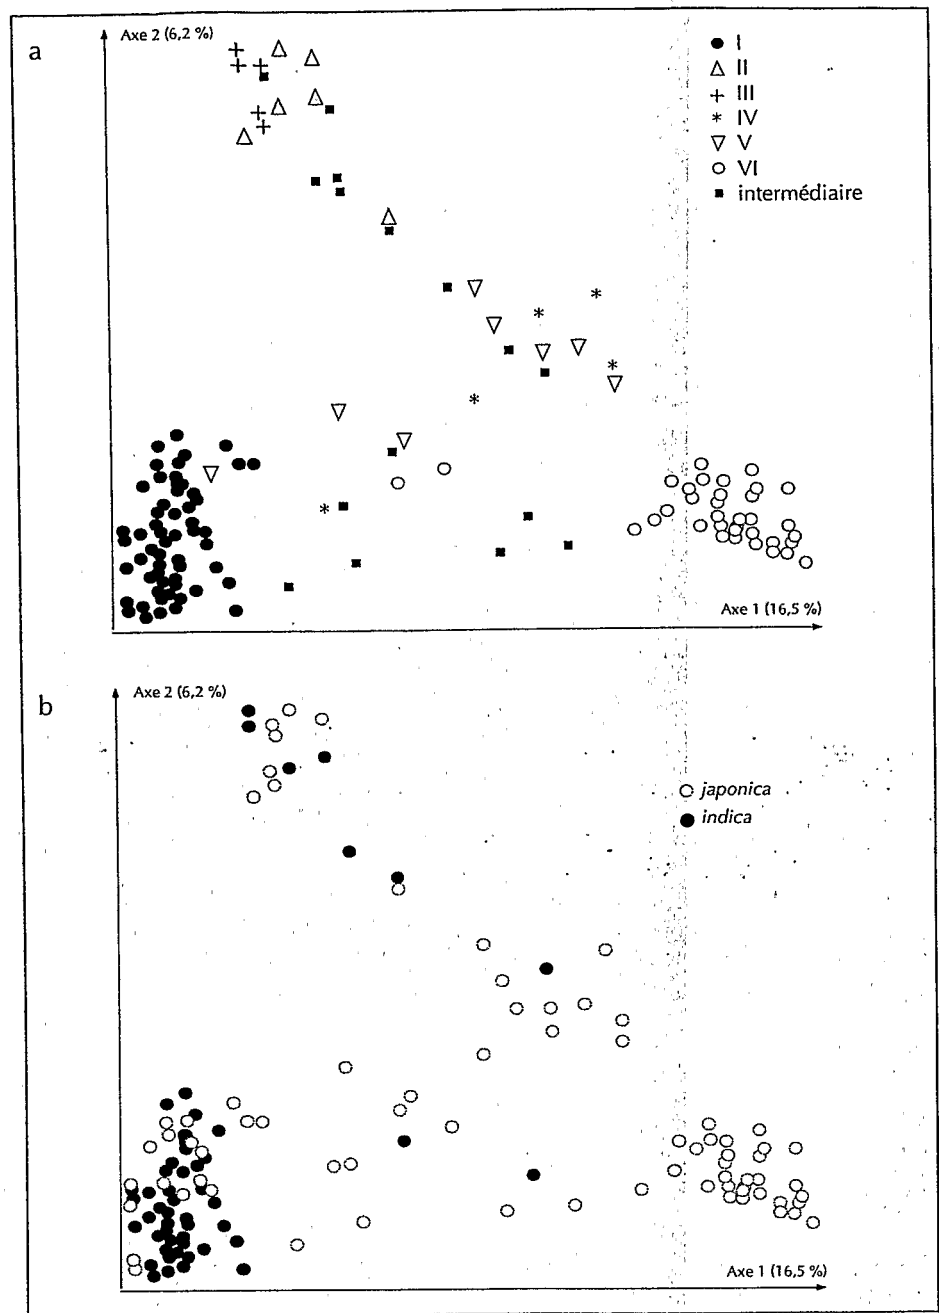 a
Axe 2 (6,2 %)
I
II
III
IV
V
VI
intermédiaire
Axe 1 (16,5 %)
b
Axe 2 (6,2 %)
japonica
indica
Axe 1 (16,5 %)